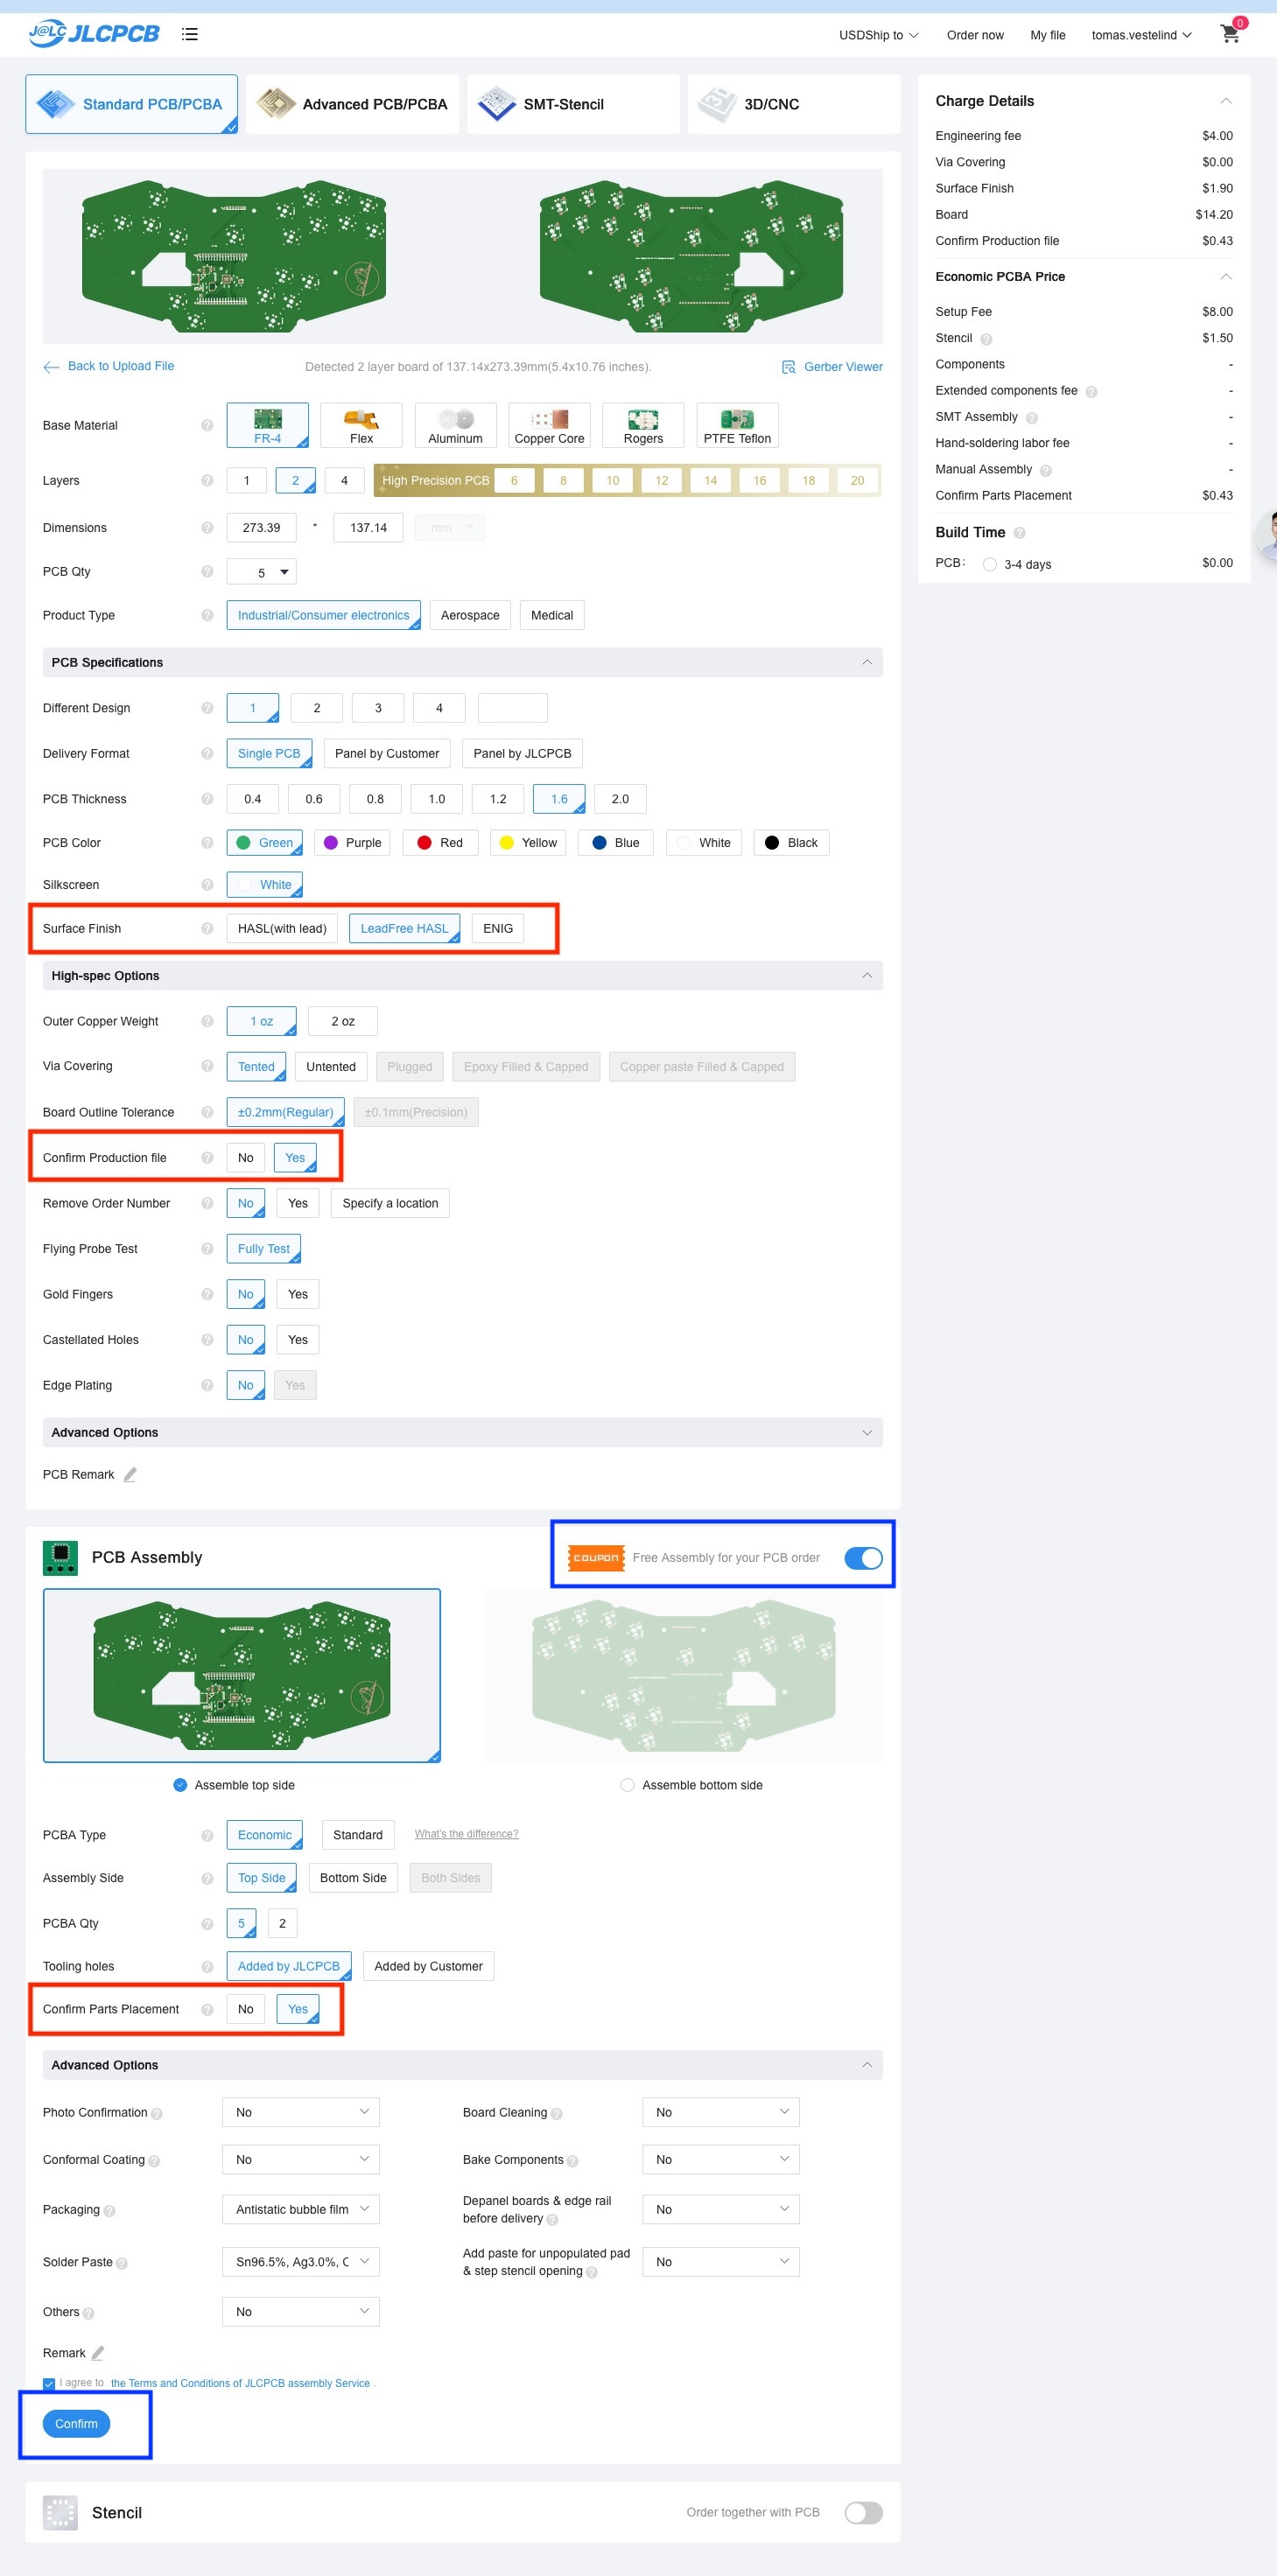 J@LC JLCPCB
USDShip to
Order now
My file
tomas.vestelind
0
Standard PCB/PCBA
Advanced PCB/PCBA
SMT-Stencil
3D/CNC
Back to Upload File
Detected 2 layer board of 137.14x273.39mm(5.4x10.76 inches).
Gerber Viewer
Base Material
FR-4
Flex
Aluminum
Copper Core
Rogers
PTFE Teflon
Layers
1
2
4
High Precision PCB
6
8
10
12
14
16
18
20
Dimensions
273.39
*
137.14
mm
PCB Qty
5
Product Type
Industrial/Consumer electronics
Aerospace
Medical
PCB Specifications
Different Design
1
2
3
4
Delivery Format
Single PCB
Panel by Customer
Panel by JLCPCB
PCB Thickness
0.4
0.6
0.8
1.0
1.2
1.6
2.0
PCB Color
Green
Purple
Red
Yellow
Blue
White
Black
Silkscreen
White
Surface Finish
HASL(with lead)
LeadFree HASL
ENIG
High-spec Options
Outer Copper Weight
1 oz
2 oz
Via Covering
Tented
Untented
Plugged
Epoxy Filled & Capped
Copper paste Filled & Capped
Board Outline Tolerance
±0.2mm(Regular)
±0.1mm(Precision)
Confirm Production file
No
Yes
Remove Order Number
No
Yes
Specify a location
Flying Probe Test
Fully Test
Gold Fingers
No
Yes
Castellated Holes
No
Yes
Edge Plating
No
Yes
Advanced Options
PCB Remark
PCB Assembly
COUPON
Free Assembly for your PCB order
Assemble top side
Assemble bottom side
PCBA Type
Economic
Standard
What's the difference?
Assembly Side
Top Side
Bottom Side
Both Sides
PCBA Qty
5
2
Tooling holes
Added by JLCPCB
Added by Customer
Confirm Parts Placement
No
Yes
Advanced Options
Photo Confirmation
No
Board Cleaning
No
Conformal Coating
No
Bake Components
No
Packaging
Antistatic bubble film
Depanel boards & edge rail
before delivery
No
Solder Paste
Sn96.5%, Ag3.0%, C
Add paste for unpopulated pad
& step stencil opening
No
Others
No
Remark
I agree to the Terms and Conditions of JLCPCB assembly Service .
Confirm
Stencil
Order together with PCB
Charge Details
Engineering fee
$4.00
Via Covering
$0.00
Surface Finish
$1.90
Board
$14.20
Confirm Production file
$0.43
Economic PCBA Price
Setup Fee
$8.00
Stencil
$1.50
Components
-
Extended components fee
-
SMT Assembly
-
Hand-soldering labor fee
-
Manual Assembly
-
Confirm Parts Placement
$0.43
Build Time
PCB:
3-4 days
$0.00